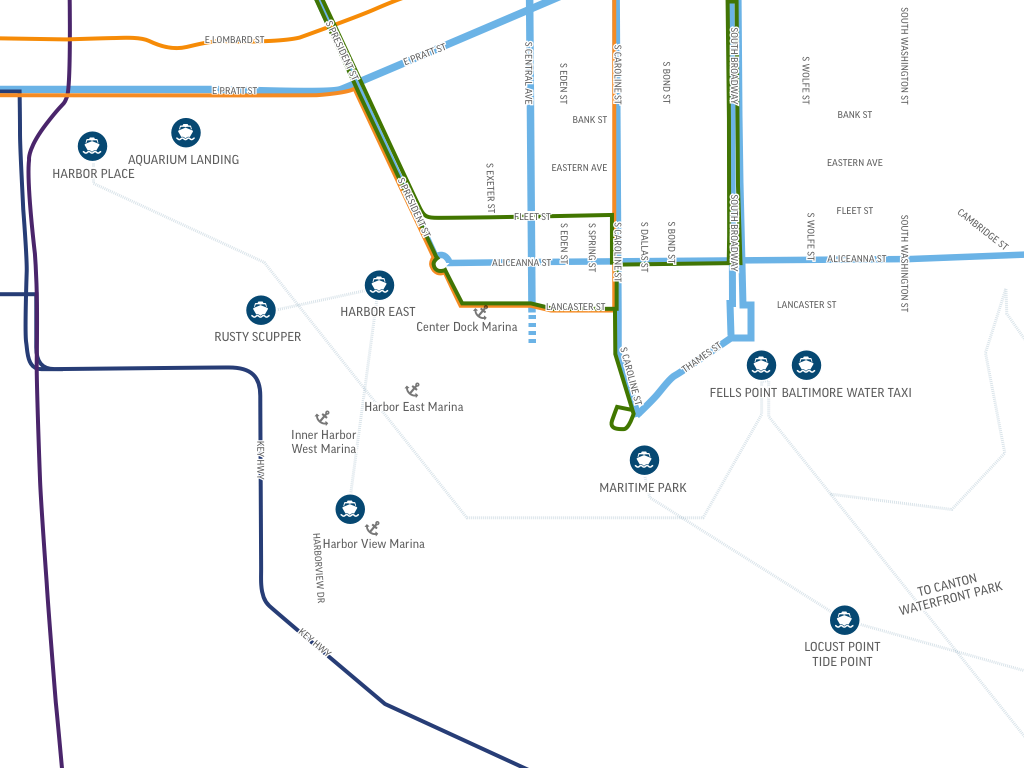 E LOMBARD ST
S PRESIDENT ST
E PRATT ST
E PRATT ST
S CENTRAL AVE
S EDEN ST
S CAROLINE ST
S BOND ST
SOUTH BROADWAY
S WOLFE ST
SOUTH WASHINGTON ST
BANK ST
BANK ST
HARBOR PLACE
AQUARIUM LANDING
EASTERN AVE
EASTERN AVE
S EXETER ST
S PRESIDENT ST
FLEET ST
FLEET ST
S EDEN ST
S SPRING ST
S CAROLINE ST
S DALLAS ST
S BOND ST
SOUTH BROADWAY
S WOLFE ST
SOUTH WASHINGTON ST
CAMBRIDGE ST
ALICEANNA ST
ALICEANNA ST
RUSTY SCUPPER
HARBOR EAST
Center Dock Marina
LANCASTER ST
LANCASTER ST
S CAROLINE ST
THAMES ST
FELLS POINT
BALTIMORE WATER TAXI
Harbor East Marina
Inner Harbor
West Marina
KEY HWY
MARITIME PARK
Harbor View Marina
HARBORVIEW DR
KEY HWY
TO CANTON
WATERFRONT PARK
LOCUST POINT
TIDE POINT